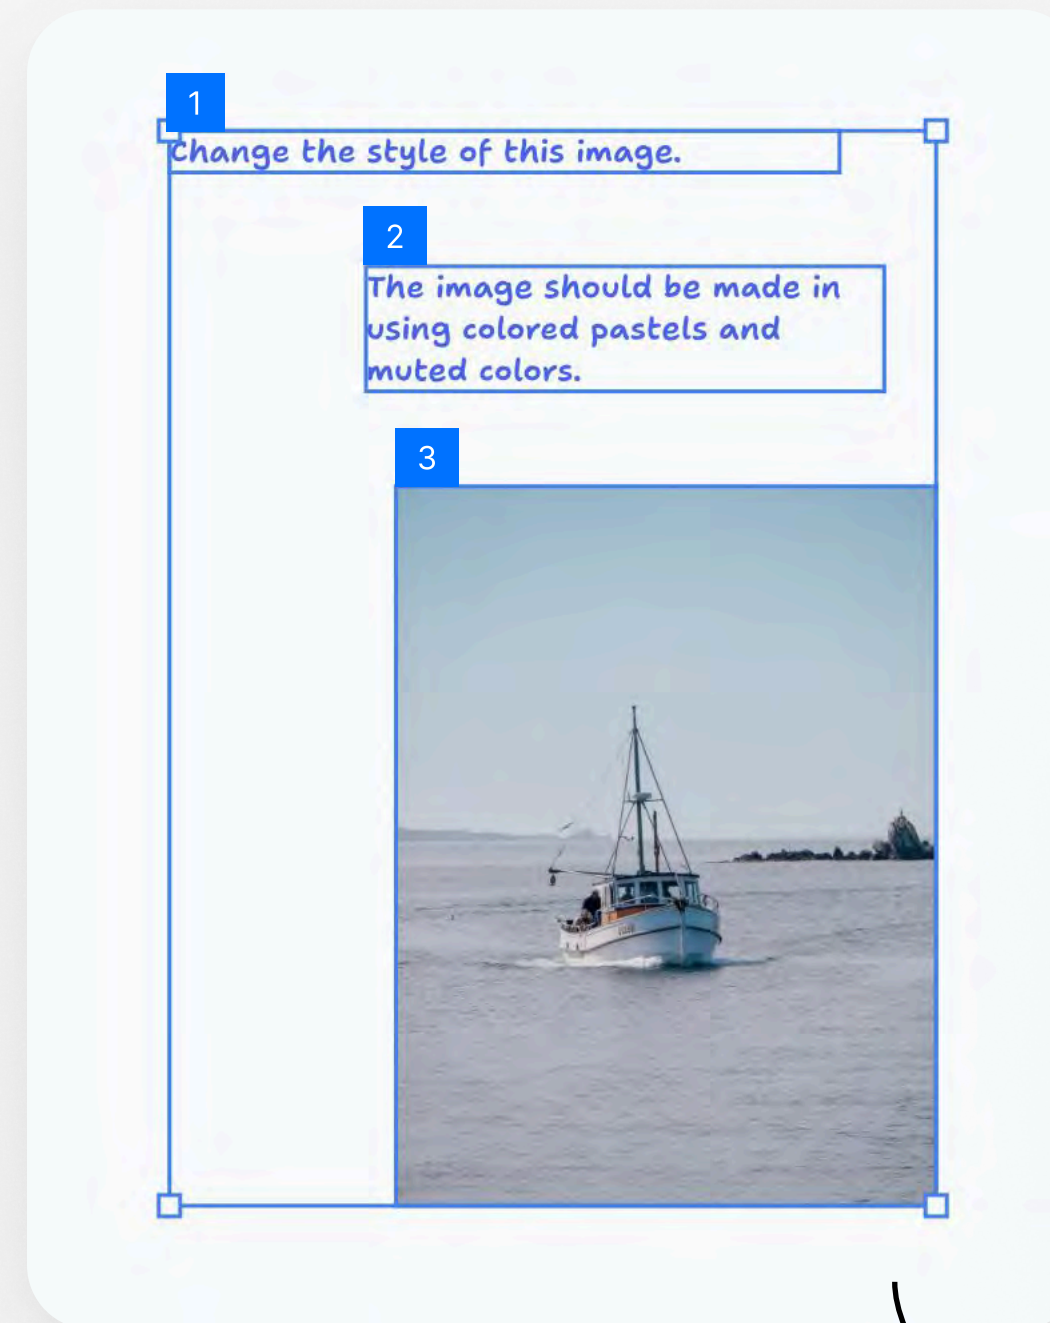 1
Change the style of this image.
2
The image should be made in
using colored pastels and
muted colors.
3